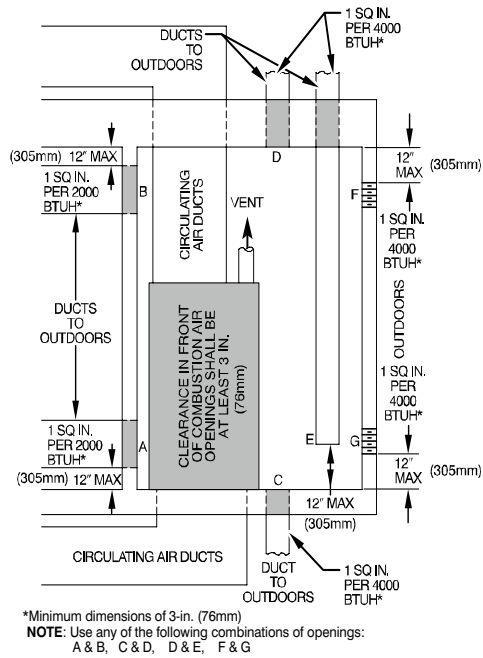 DUCTS
TO
OUTDOORS
1 SQ IN.
PER 4000
BTUH*
(305mm) 12" MAX
1 SQ IN.
PER 2000
BTUH*
B
D
12"
MAX (305mm)
F
CIRCULATING
AIR DUCTS
VENT
1 SQ IN.
PER
4000
BTUH*
DUCTS
TO
OUTDOORS
CLEARANCE IN FRONT
OF COMBUSTION AIR
OPENINGS SHALL BE
AT LEAST 3 IN.
(76mm)
OUTDOORS
1 SQ IN.
PER
4000
BTUH*
1 SQ IN.
PER 2000
BTUH*
A
E
G
(305mm) 12" MAX
C
12"
MAX (305mm)
12" MAX
(305mm)
CIRCULATING AIR DUCTS
DUCT
TO
OUTDOORS
1 SQ IN.
PER 4000
BTUH*
*Minimum dimensions of 3-in. (76mm)
NOTE: Use any of the following combinations of openings:
A & B, C & D, D & E, F & G